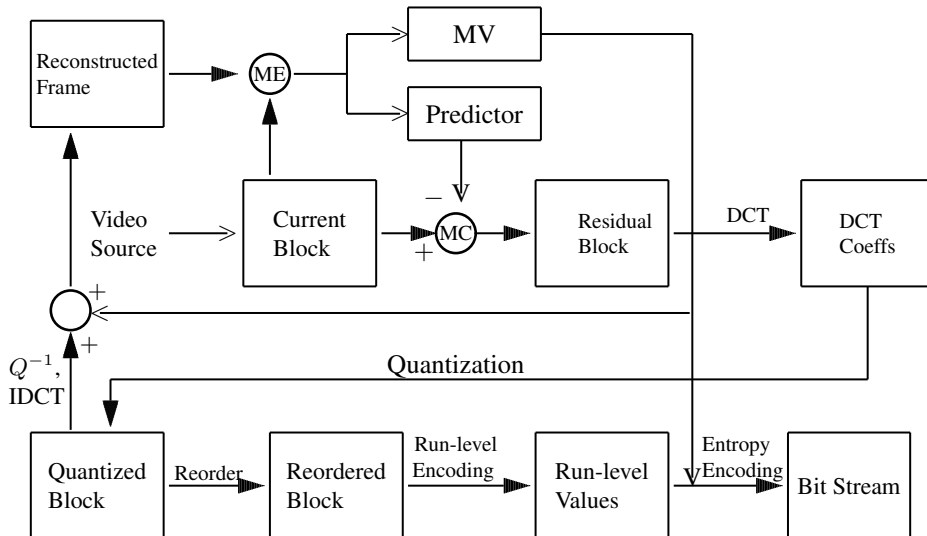 MV
Reconstructed
Frame
ME
Predictor
−
Video
Source
Current
Block
+
MC
Residual
Block
DCT
DCT
Coeffs
+
+
Q⁻¹,
IDCT
Quantization
Quantized
Block
Reorder
Reordered
Block
Run-level
Encoding
Run-level
Values
Entropy
Encoding
Bit Stream